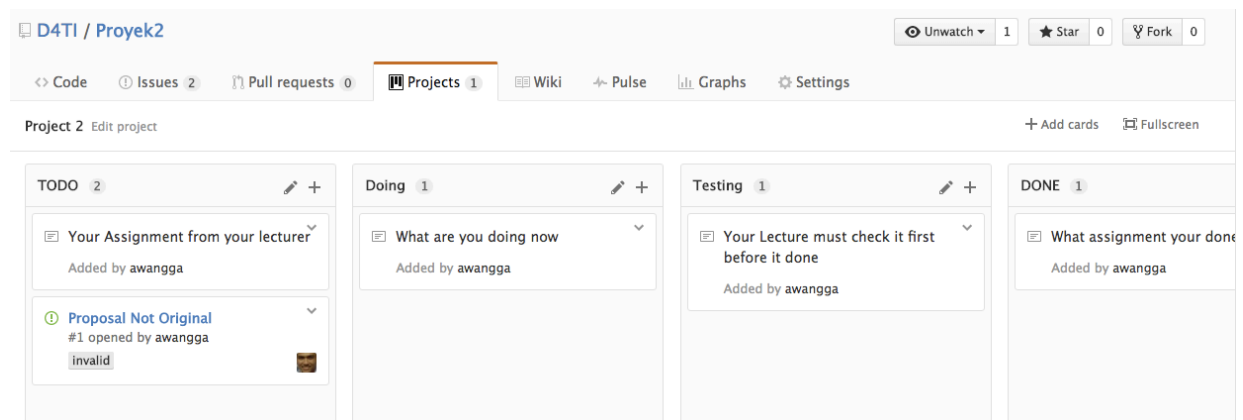 D4TI / Proyek2
Unwatch 1 Star 0 Fork 0
Code Issues 2 Pull requests 0 Projects 1 Wiki Pulse Graphs Settings
Project 2 Edit project
Add cards Fullscreen
TODO 2
Your Assignment from your lecturer
Added by awangga
Proposal Not Original
#1 opened by awangga
invalid
Doing 1
What are you doing now
Added by awangga
Testing 1
Your Lecture must check it first
before it done
Added by awangga
DONE 1
What assignment your done
Added by awangga